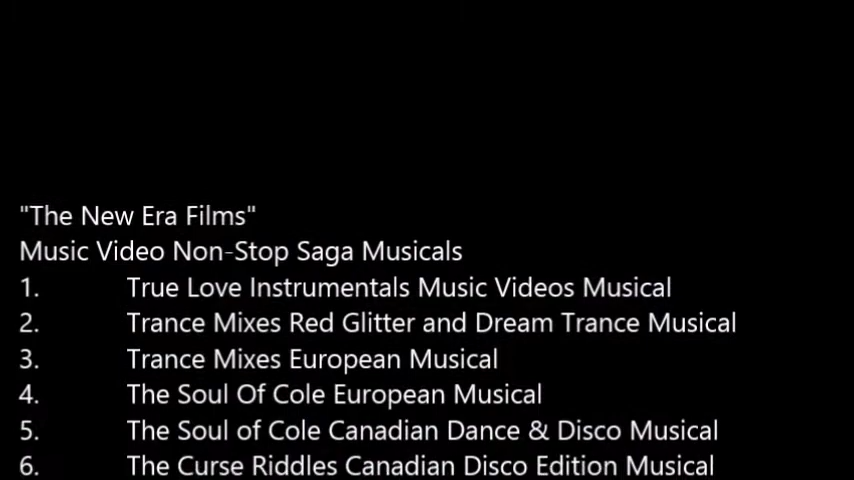 "The New Era Films"
Music Video Non-Stop Saga Musicals
1. True Love Instrumentals Music Videos Musical
2. Trance Mixes Red Glitter and Dream Trance Musical
3. Trance Mixes European Musical
4. The Soul Of Cole European Musical
5. The Soul of Cole Canadian Dance & Disco Musical
6. The Curse Riddles Canadian Disco Edition Musical